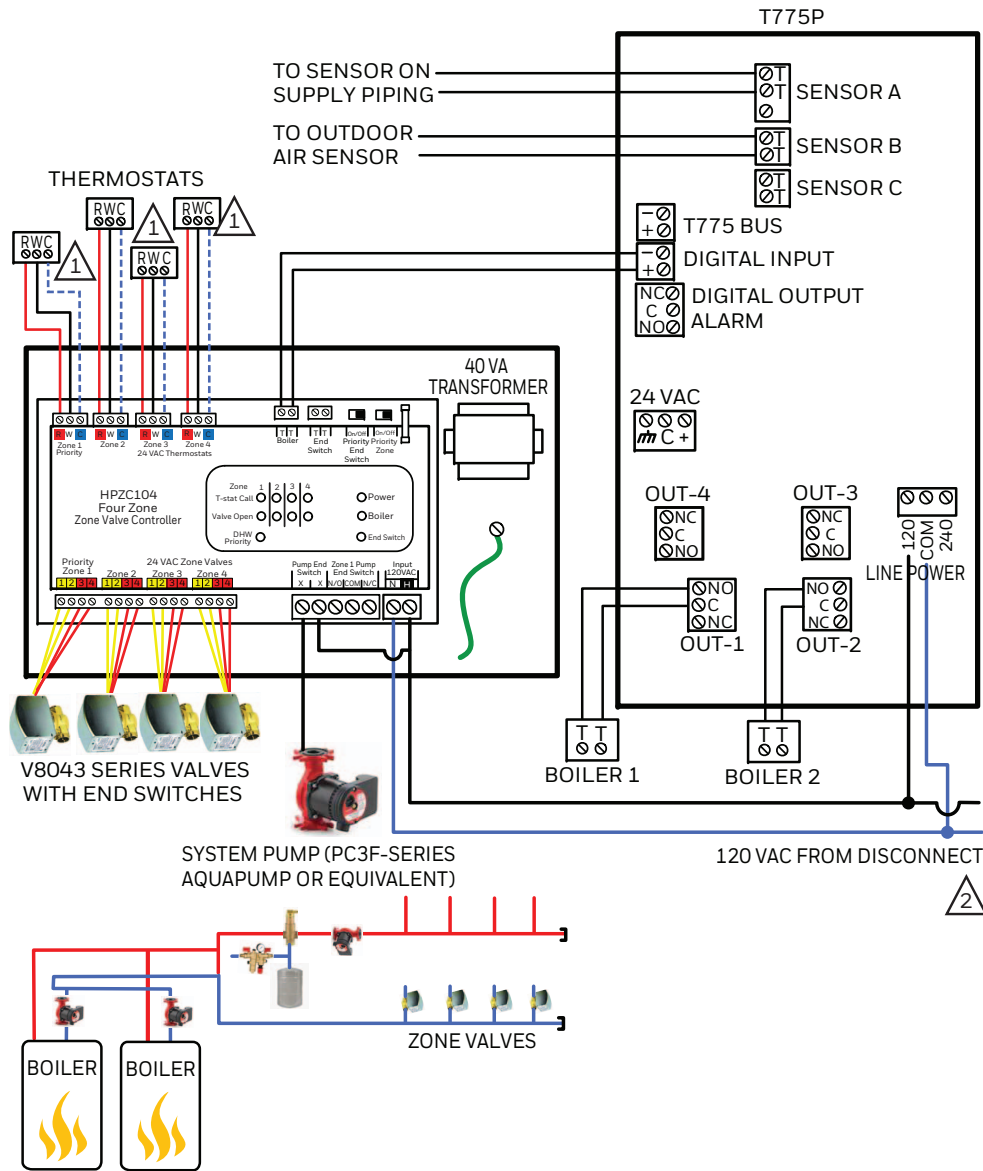 T775P
TO SENSOR ON
SUPPLY PIPING
T
T
SENSOR A
TO OUTDOOR
AIR SENSOR
T
T
SENSOR B
T
T
SENSOR C
THERMOSTATS
RWC
1
RWC
1
RWC
RWC
1
−
+
T775 BUS
−
+
DIGITAL INPUT
NC
C
NO
DIGITAL OUTPUT
ALARM
40 VA
TRANSFORMER
24 VAC
C +
R W C
Zone 1
Priority
R W C
Zone 2
R W C
Zone 3
R W C
Zone 4
24 VAC Thermostats
T T
Boiler
T T
End
Switch
On/Off
Priority
End
Switch
On/Off
Priority
Zone
HPZC104
Four Zone
Zone Valve Controller
Zone 1 2 3 4
T-stat Call
Valve Open
DHW
Priority
Power
Boiler
End Switch
OUT-4
NC
C
NO
OUT-3
NC
C
NO
120
COM
240
LINE POWER
Priority
Zone 1
24 VAC Zone Valves
Zone 2
Zone 3
Zone 4
1 2 3 4
1 2 3 4
1 2 3 4
1 2 3 4
Pump End
Switch
X X
Zone 1 Pump
End Switch
N/O COM N/C
Input
120VAC
N H
NO
C
NC
OUT-1
NO
C
NC
OUT-2
T T
BOILER 1
T T
BOILER 2
V8043 SERIES VALVES
WITH END SWITCHES
SYSTEM PUMP (PC3F-SERIES
AQUAPUMP OR EQUIVALENT)
120 VAC FROM DISCONNECT
2
ZONE VALVES
BOILER
BOILER